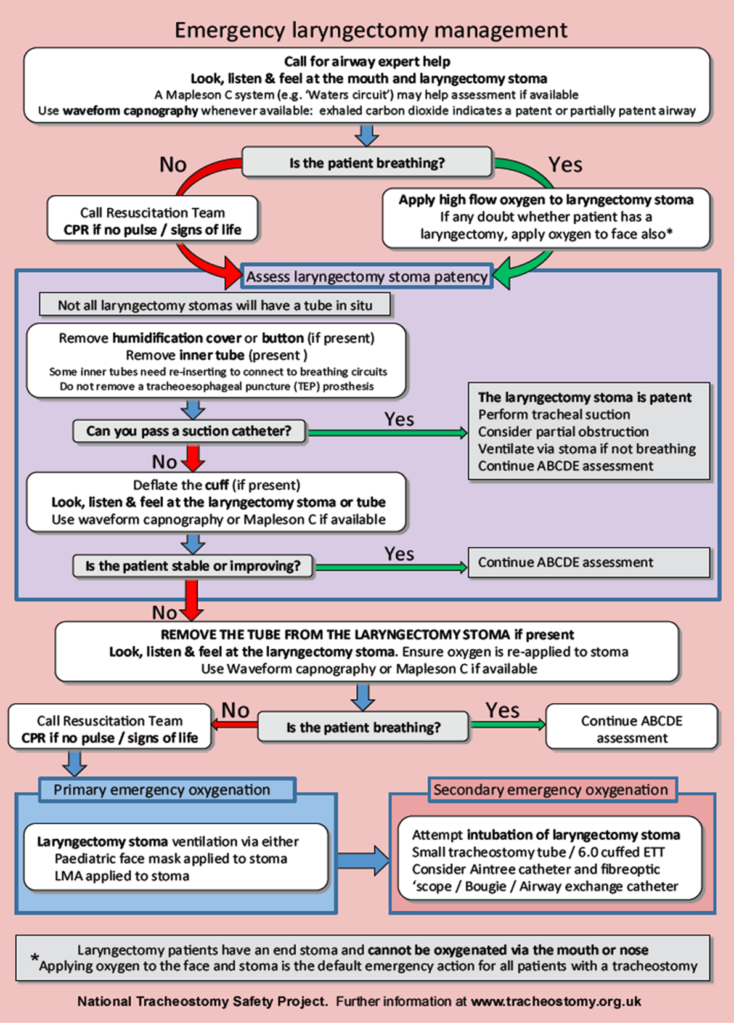 Emergency laryngectomy management
Call for airway expert help
Look, listen & feel at the mouth and laryngectomy stoma
A Mapleson C system (e.g. 'Waters circuit') may help assessment if available
Use waveform capnography whenever available: exhaled carbon dioxide indicates a patent or partially patent airway
Is the patient breathing?
No
Yes
Call Resuscitation Team
CPR if no pulse / signs of life
Apply high flow oxygen to laryngectomy stoma
If any doubt whether patient has a
laryngectomy, apply oxygen to face also*
Assess laryngectomy stoma patency
Not all laryngectomy stomas will have a tube in situ
Remove humidification cover or button (if present)
Remove inner tube (present )
Some inner tubes need re-inserting to connect to breathing circuits
Do not remove a tracheoesophageal puncture (TEP) prosthesis
Can you pass a suction catheter?
Yes
The laryngectomy stoma is patent
Perform tracheal suction
Consider partial obstruction
Ventilate via stoma if not breathing
Continue ABCDE assessment
No
Deflate the cuff (if present)
Look, listen & feel at the laryngectomy stoma or tube
Use waveform capnography or Mapleson C if available
Is the patient stable or improving?
Yes
Continue ABCDE assessment
No
REMOVE THE TUBE FROM THE LARYNGECTOMY STOMA if present
Look, listen & feel at the laryngectomy stoma. Ensure oxygen is re-applied to stoma
Use Waveform capnography or Mapleson C if available
Is the patient breathing?
No
Yes
Call Resuscitation Team
CPR if no pulse / signs of life
Continue ABCDE
assessment
Primary emergency oxygenation
Laryngectomy stoma ventilation via either
Paediatric face mask applied to stoma
LMA applied to stoma
Secondary emergency oxygenation
Attempt intubation of laryngectomy stoma
Small tracheostomy tube / 6.0 cuffed ETT
Consider Aintree catheter and fibreoptic
'scope / Bougie / Airway exchange catheter
Laryngectomy patients have an end stoma and cannot be oxygenated via the mouth or nose
*Applying oxygen to the face and stoma is the default emergency action for all patients with a tracheostomy
National Tracheostomy Safety Project. Further information at www.tracheostomy.org.uk